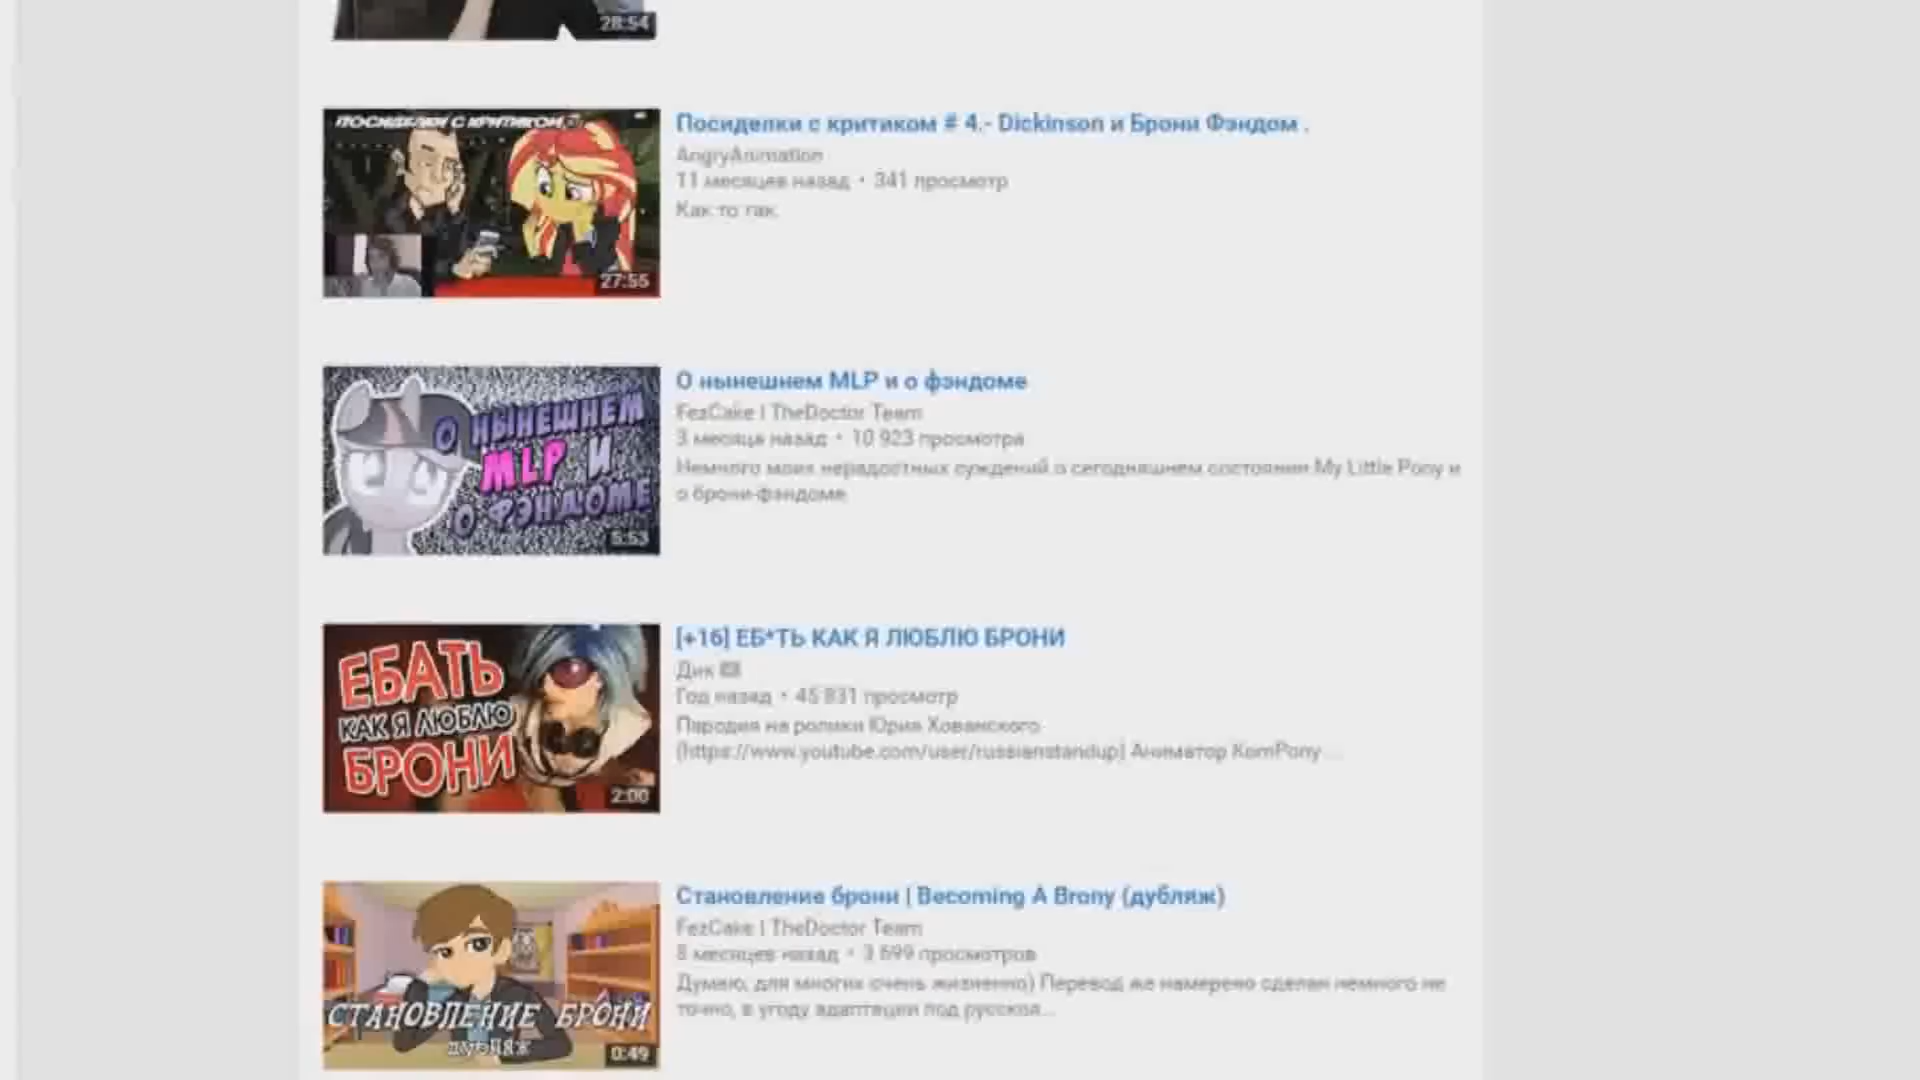 28:54
ПОСИДЕЛКИ С КРИТИКОМ
27:55
Посиделки с критиком # 4.- Dickinson и Брони Фэндом .
AngryAnimation
11 месяцев назад • 341 просмотр
Как-то так.
О НЫНЕШНЕМ
MLP И
О ФЭНДОМЕ
5:53
О нынешнем MLP и о фэндоме
FezCake | TheDoctor Team
3 месяца назад • 10 923 просмотра
Немного моих нерадостных суждений о сегодняшнем состоянии My Little Pony и
о брони-фэндоме
ЕБАТЬ
КАК Я ЛЮБЛЮ
БРОНИ
2:00
[+16] ЕБ*ТЬ КАК Я ЛЮБЛЮ БРОНИ
Дик
Год назад • 45 831 просмотр
Пародия на ролики Юрия Хованского
(https://www.youtube.com/user/russianstandup) Аниматор KomPony ...
СТАНОВЛЕНИЕ БРОНИ
дубляж
0:49
Становление брони | Becoming A Brony (дубляж)
FezCake | TheDoctor Team
8 месяцев назад • 3 699 просмотров
Думаю, для многих очень жизненно) Перевод же намерено сделан немного не
точно, в угоду адаптации под русской...